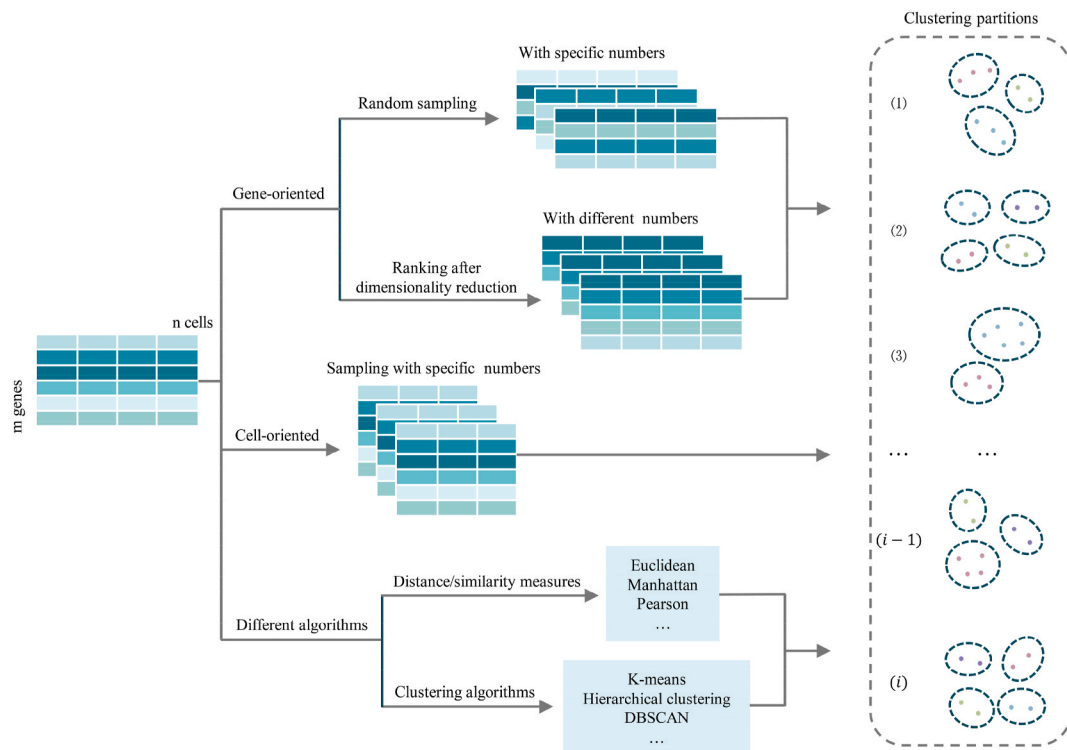 Clustering partitions
With specific numbers
Random sampling
(1)
Gene-oriented
With different numbers
(2)
Ranking after
dimensionality reduction
n cells
m genes
(3)
Sampling with specific numbers
Cell-oriented
... ...
(i − 1)
Distance/similarity measures
Euclidean
Manhattan
Pearson
...
Different algorithms
Clustering algorithms
K-means
Hierarchical clustering
DBSCAN
...
(i)